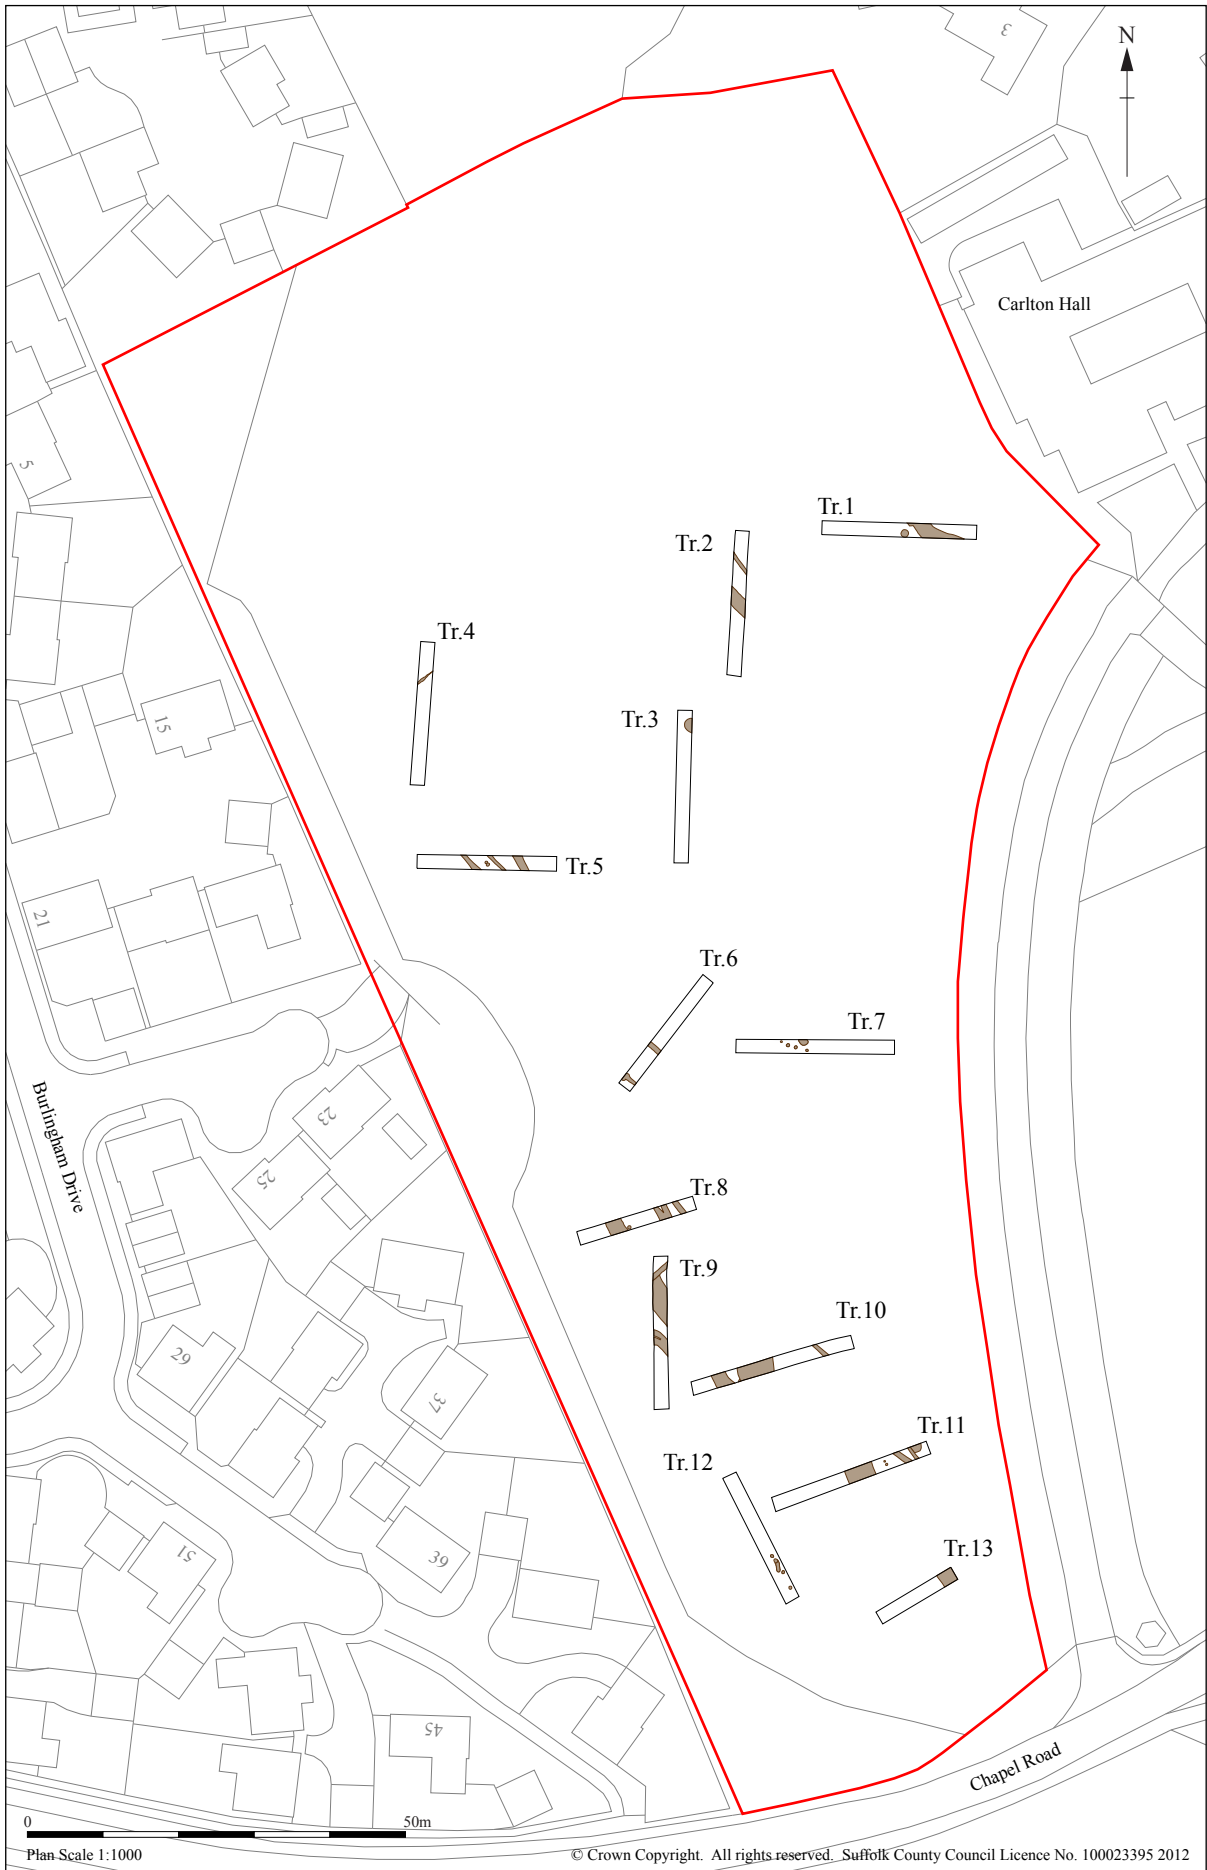 3
N
Carlton Hall
5
Tr.1
Tr.2
Tr.4
Tr.3
15
Tr.5
21
Tr.6
Tr.7
Burlingham Drive
23
25
Tr.8
Tr.9
Tr.10
29
37
Tr.11
Tr.12
51
39
Tr.13
45
Chapel Road
0 50m
Plan Scale 1:1000
© Crown Copyright. All rights reserved. Suffolk County Council Licence No. 100023395 2012